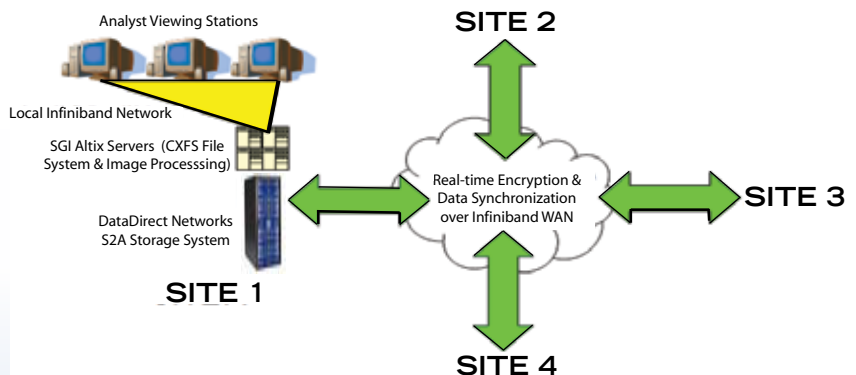 Analyst Viewing Stations
Local Infiniband Network
SGI Altix Servers (CXFS File
System & Image Processsing)
DataDirect Networks
S2A Storage System
SITE 1
SITE 2
Real-time Encryption &
Data Synchronization
over Infiniband WAN
SITE 3
SITE 4